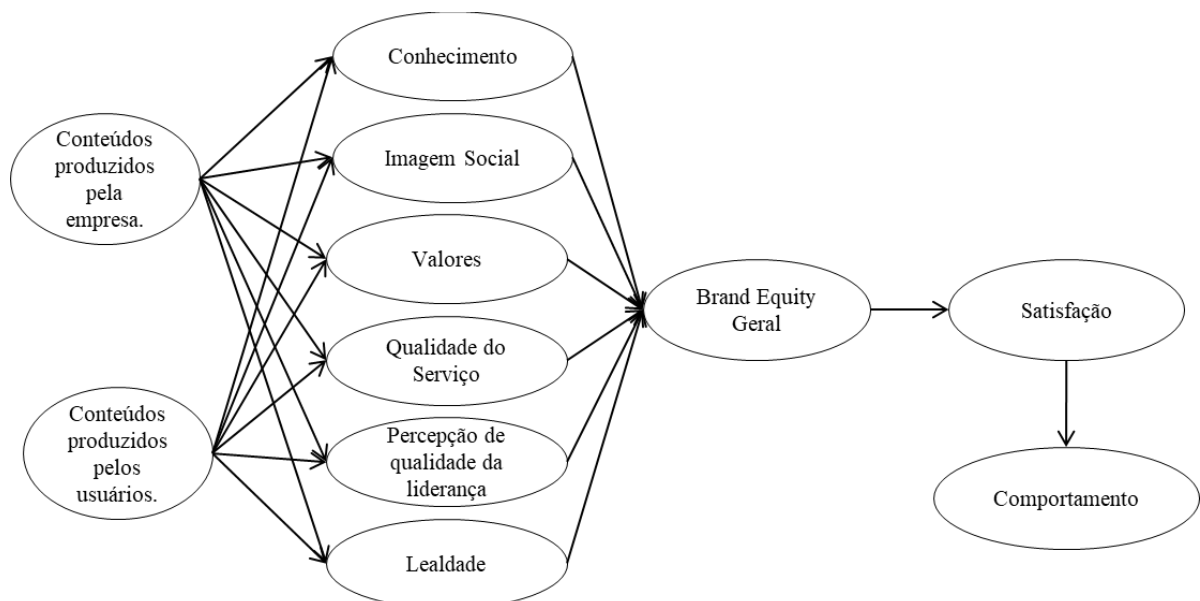 Conteúdos
produzidos
pela
empresa.
Conteúdos
produzidos
pelos
usuários.
Conhecimento
Imagem Social
Valores
Qualidade do
Serviço
Percepção de
qualidade da
liderança
Lealdade
Brand Equity
Geral
Satisfação
Comportamento